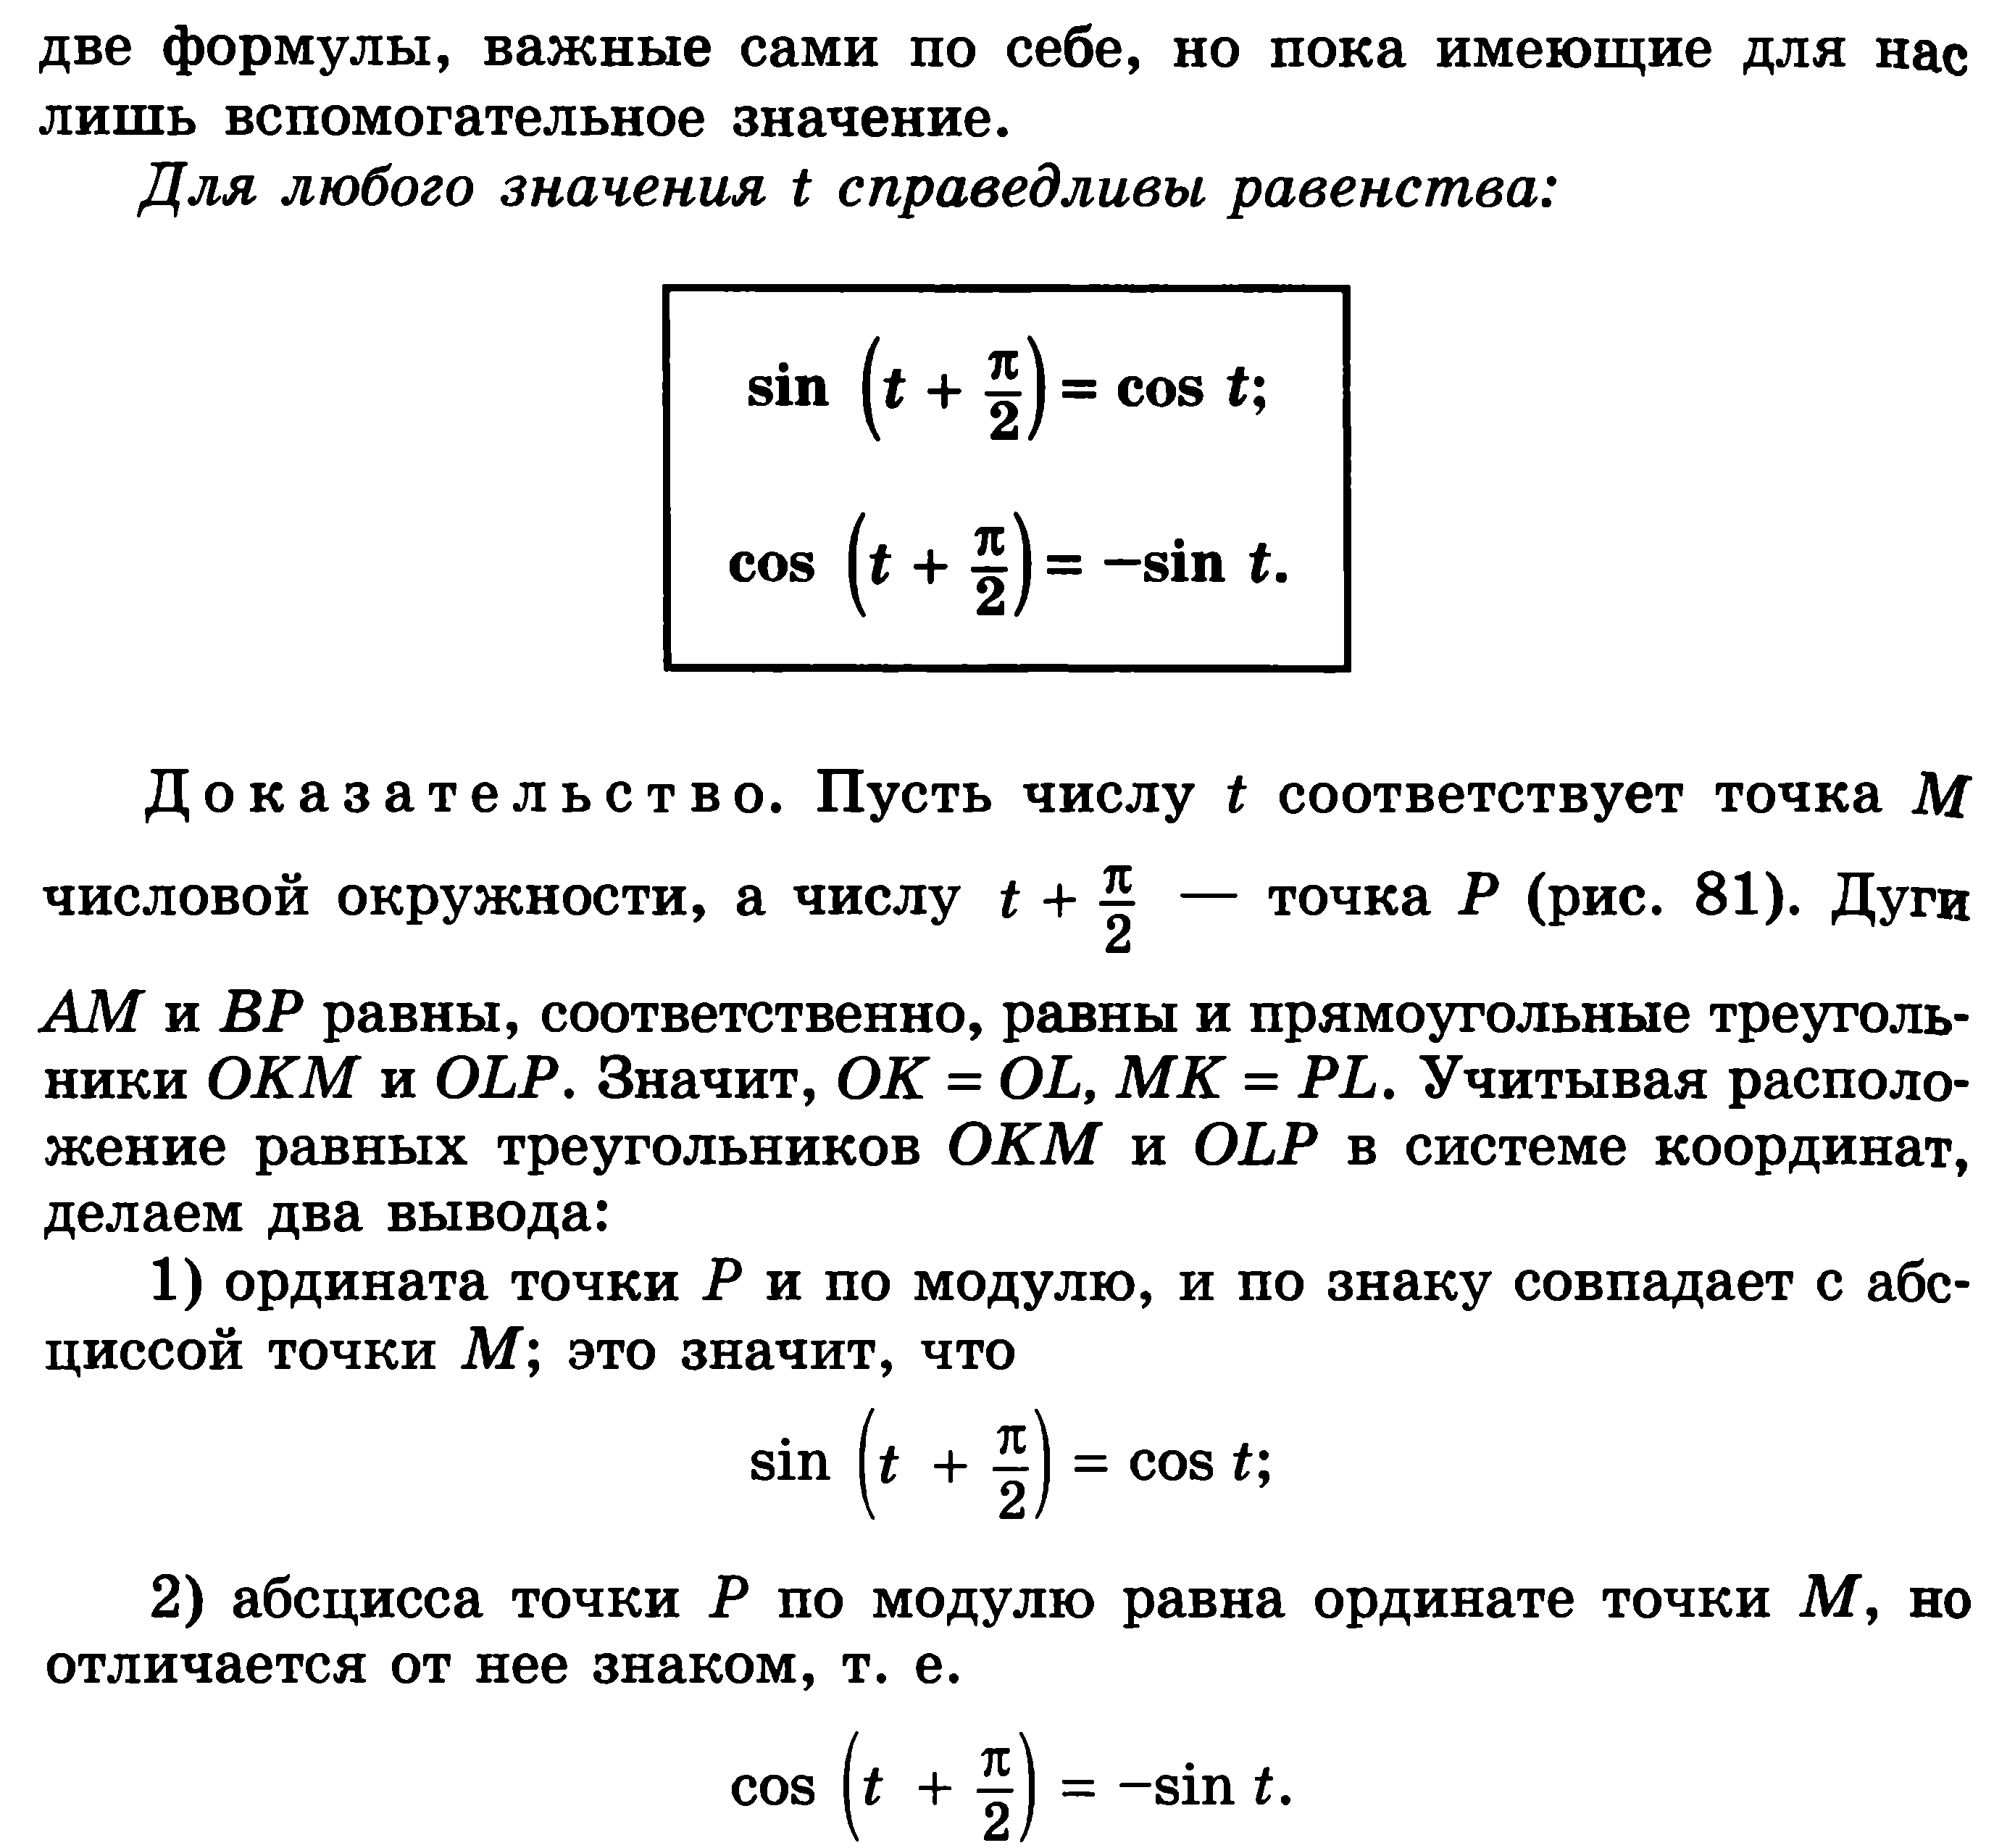 две формулы, важные сами по себе, но пока имеющие для нас
лишь вспомогательное значение.
Для любого значения t справедливы равенства:
sin (t + π/2) = cos t;
cos (t + π/2) = −sin t.
Доказательство. Пусть числу t соответствует точка M
числовой окружности, а числу t + π/2 — точка P (рис. 81). Дуги
AM и BP равны, соответственно, равны и прямоугольные треуголь-
ники OKM и OLP. Значит, OK = OL, MK = PL. Учитывая располо-
жение равных треугольников OKM и OLP в системе координат,
делаем два вывода:
1) ордината точки P и по модулю, и по знаку совпадает с абс-
циссой точки M; это значит, что
sin (t + π/2) = cos t;
2) абсцисса точки P по модулю равна ординате точки M, но
отличается от нее знаком, т. е.
cos (t + π/2) = −sin t.